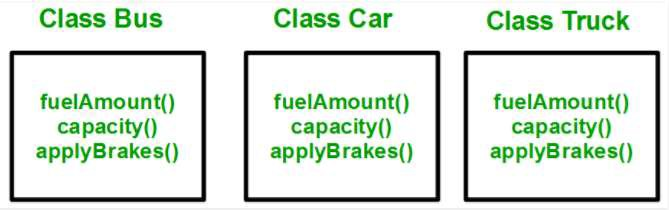 Class Bus
fuelAmount()
capacity()
applyBrakes()
Class Car
fuelAmount()
capacity()
applyBrakes()
Class Truck
fuelAmount()
capacity()
applyBrakes()